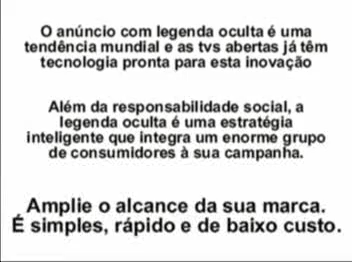 O anúncio com legenda oculta é uma
tendência mundial e as tvs abertas já têm
tecnologia pronta para esta inovação
Além da responsabilidade social, a
legenda oculta é uma estratégia
inteligente que integra um enorme grupo
de consumidores à sua campanha.
Amplie o alcance da sua marca.
É simples, rápido e de baixo custo.